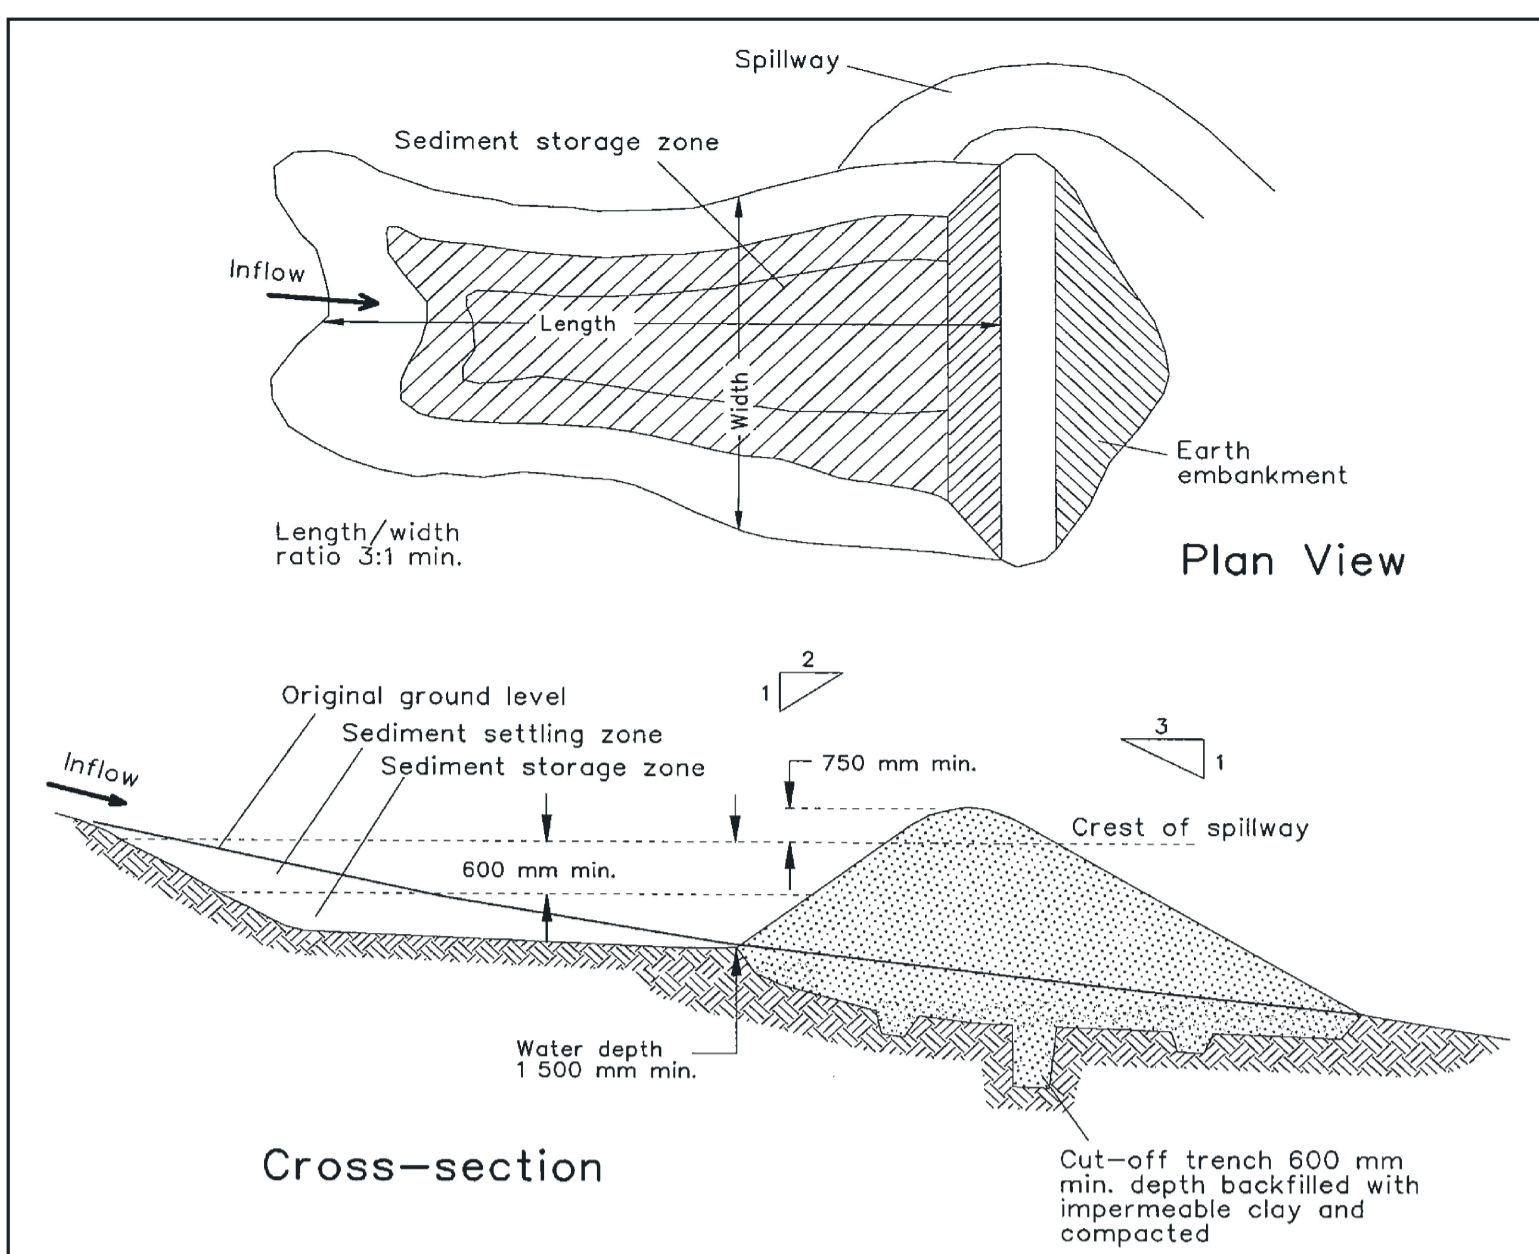 Spillway
Sediment storage zone
Inflow
Length
Width
Earth
embankment
Length/width
ratio 3:1 min.
Plan View
2
1
Original ground level
Sediment settling zone
3
1
Inflow
Sediment storage zone
750 mm min.
Crest of spillway
600 mm min.
Water depth
1 500 mm min.
Cross-section
Cut-off trench 600 mm
min. depth backfilled with
impermeable clay and
compacted